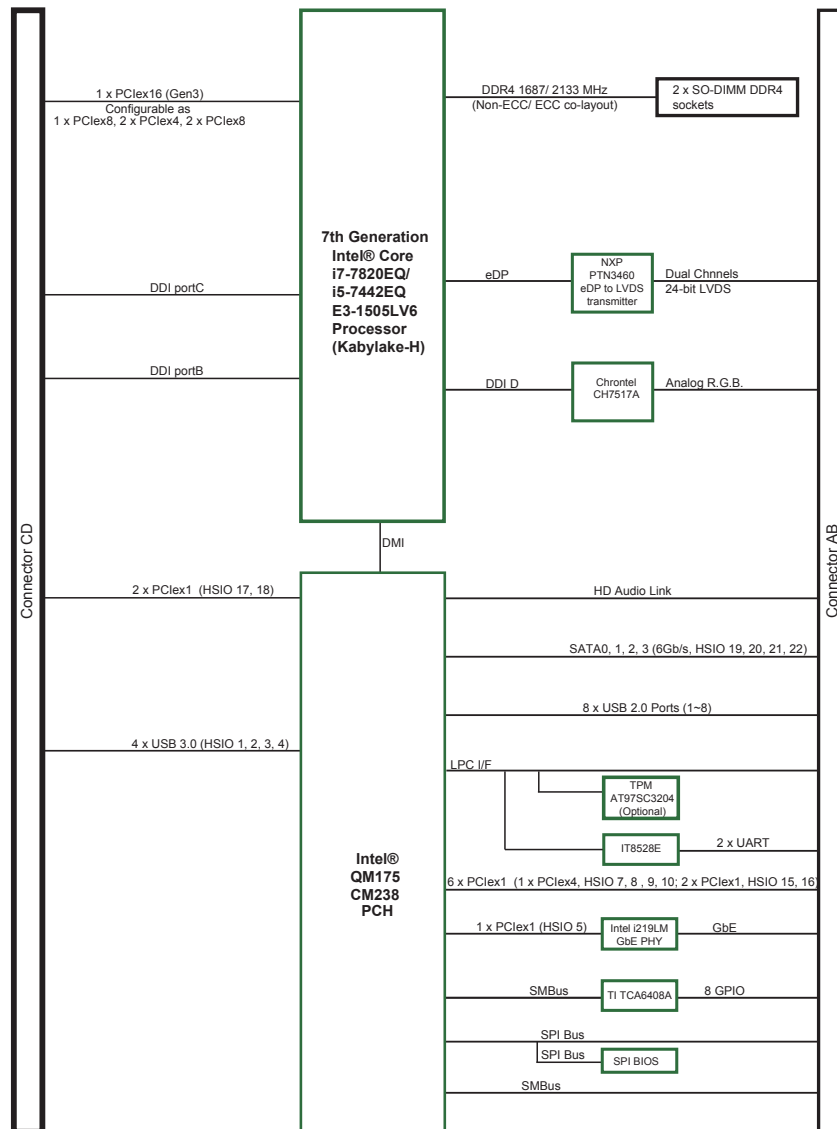 1 x PCIex16 (Gen3)
Configurable as
1 x PCIex8, 2 x PCIex4, 2 x PCIex8
DDR4 1687/ 2133 MHz
(Non-ECC/ ECC co-layout)
2 x SO-DIMM DDR4
sockets
7th Generation
Intel® Core
i7-7820EQ/
i5-7442EQ
E3-1505LV6
Processor
(Kabylake-H)
DDI portC
DDI portB
eDP
NXP
PTN3460
eDP to LVDS
transmitter
Dual Chnnels
24-bit LVDS
DDI D
Chrontel
CH7517A
Analog R.G.B.
Connector CD
Connector AB
DMI
2 x PCIex1 (HSIO 17, 18)
4 x USB 3.0 (HSIO 1, 2, 3, 4)
Intel®
QM175
CM238
PCH
HD Audio Link
SATA0, 1, 2, 3 (6Gb/s, HSIO 19, 20, 21, 22)
8 x USB 2.0 Ports (1~8)
LPC I/F
TPM
AT97SC3204
(Optional)
IT8528E
2 x UART
6 x PCIex1 (1 x PCIex4, HSIO 7, 8 , 9, 10; 2 x PCIex1, HSIO 15, 16)
1 x PCIex1 (HSIO 5)
Intel i219LM
GbE PHY
GbE
SMBus
TI TCA6408A
8 GPIO
SPI Bus
SPI Bus
SPI BIOS
SMBus